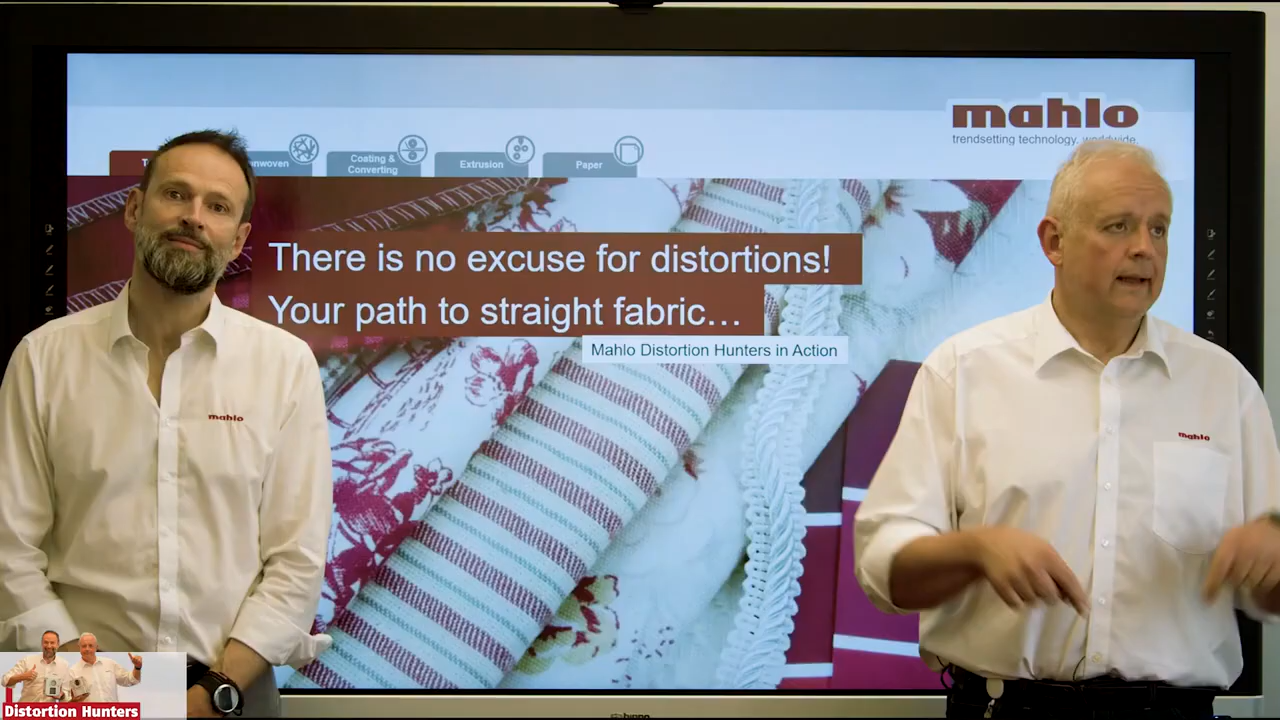 mahlo
trendsetting technology. worldwide.
Coating &
Converting
Extrusion
Paper
There is no excuse for distortions!
Your path to straight fabric...
Mahlo Distortion Hunters in Action
mahlo
mahlo
Distortion Hunters